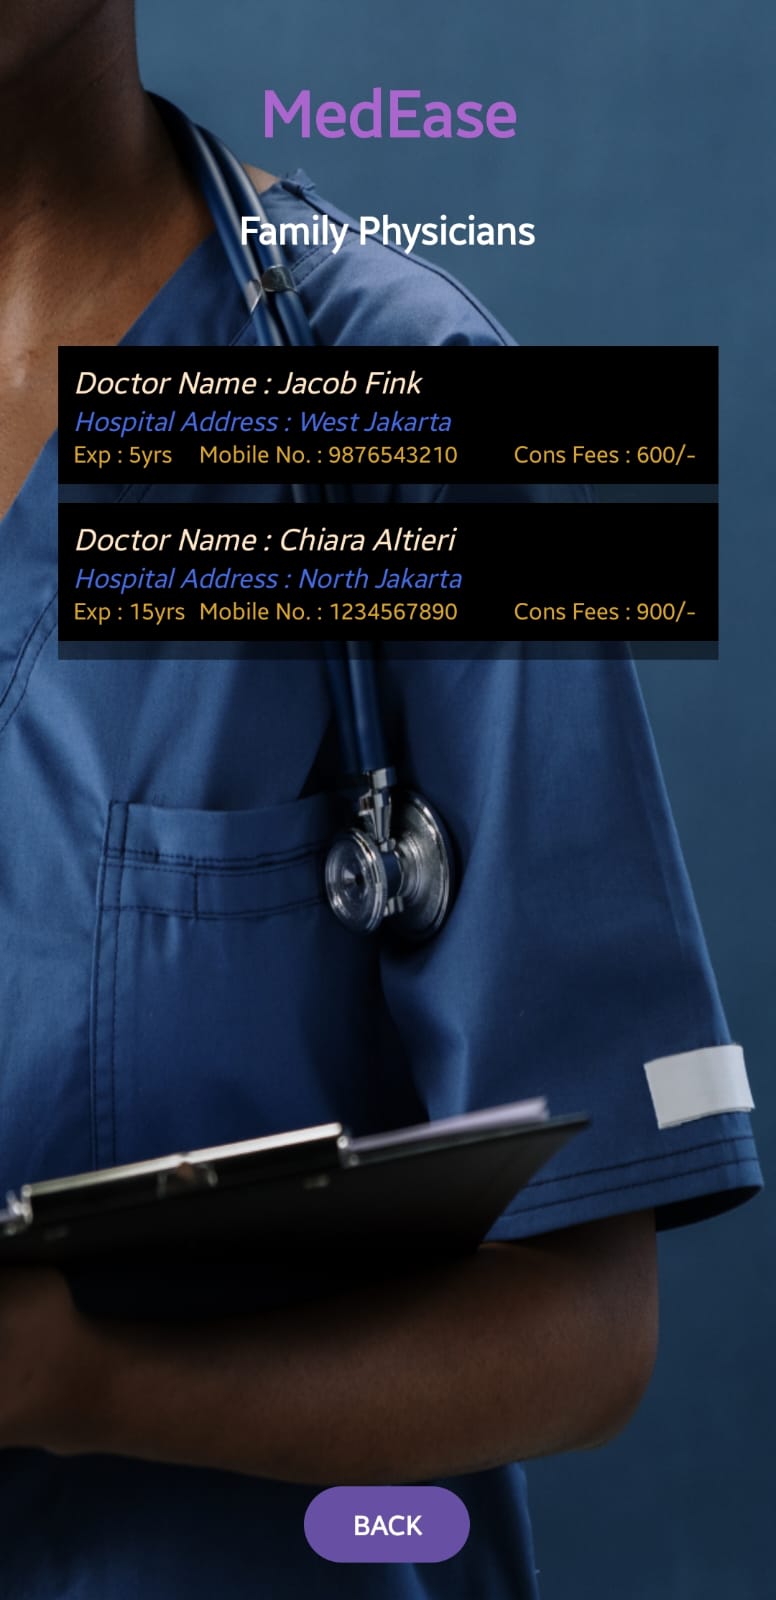 MedEase
Family Physicians
Doctor Name : Jacob Fink
Hospital Address : West Jakarta
Exp : 5yrs Mobile No. : 9876543210 Cons Fees : 600/-
Doctor Name : Chiara Altieri
Hospital Address : North Jakarta
Exp : 15yrs Mobile No. : 1234567890 Cons Fees : 900/-
BACK